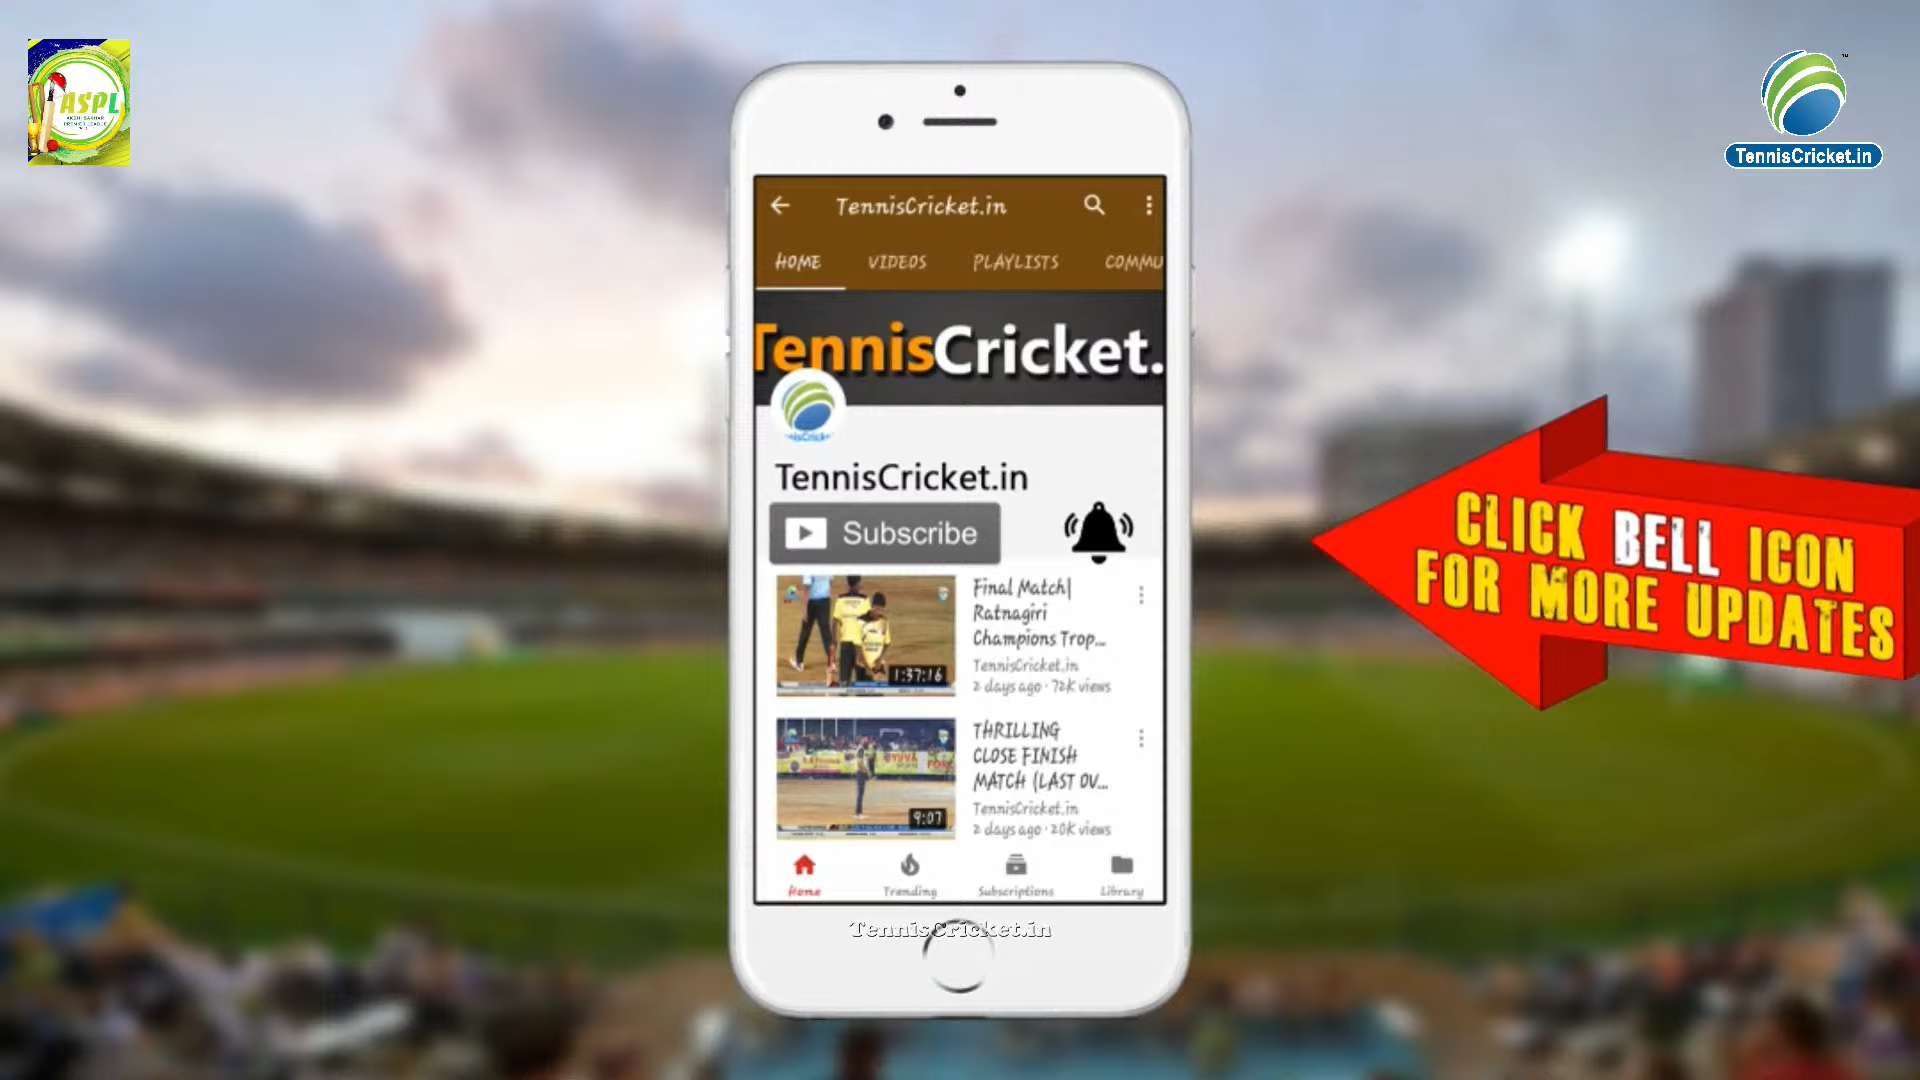 ASPL
PREMIER LEAGUE
TennisCricket.in
TennisCricket.in
HOME VIDEOS PLAYLISTS COMMU
TennisCricket.
TennisCricket.in
Subscribe
Final Match|
Ratnagiri
Champions Trop...
TennisCricket.in
2 days ago · 72K views
1:37:16
THRILLING
CLOSE FINISH
MATCH (LAST OV...
TennisCricket.in
2 days ago · 20K views
9:07
Home Trending Subscriptions Library
TennisCricket.in
CLICK BELL ICON
FOR MORE UPDATES